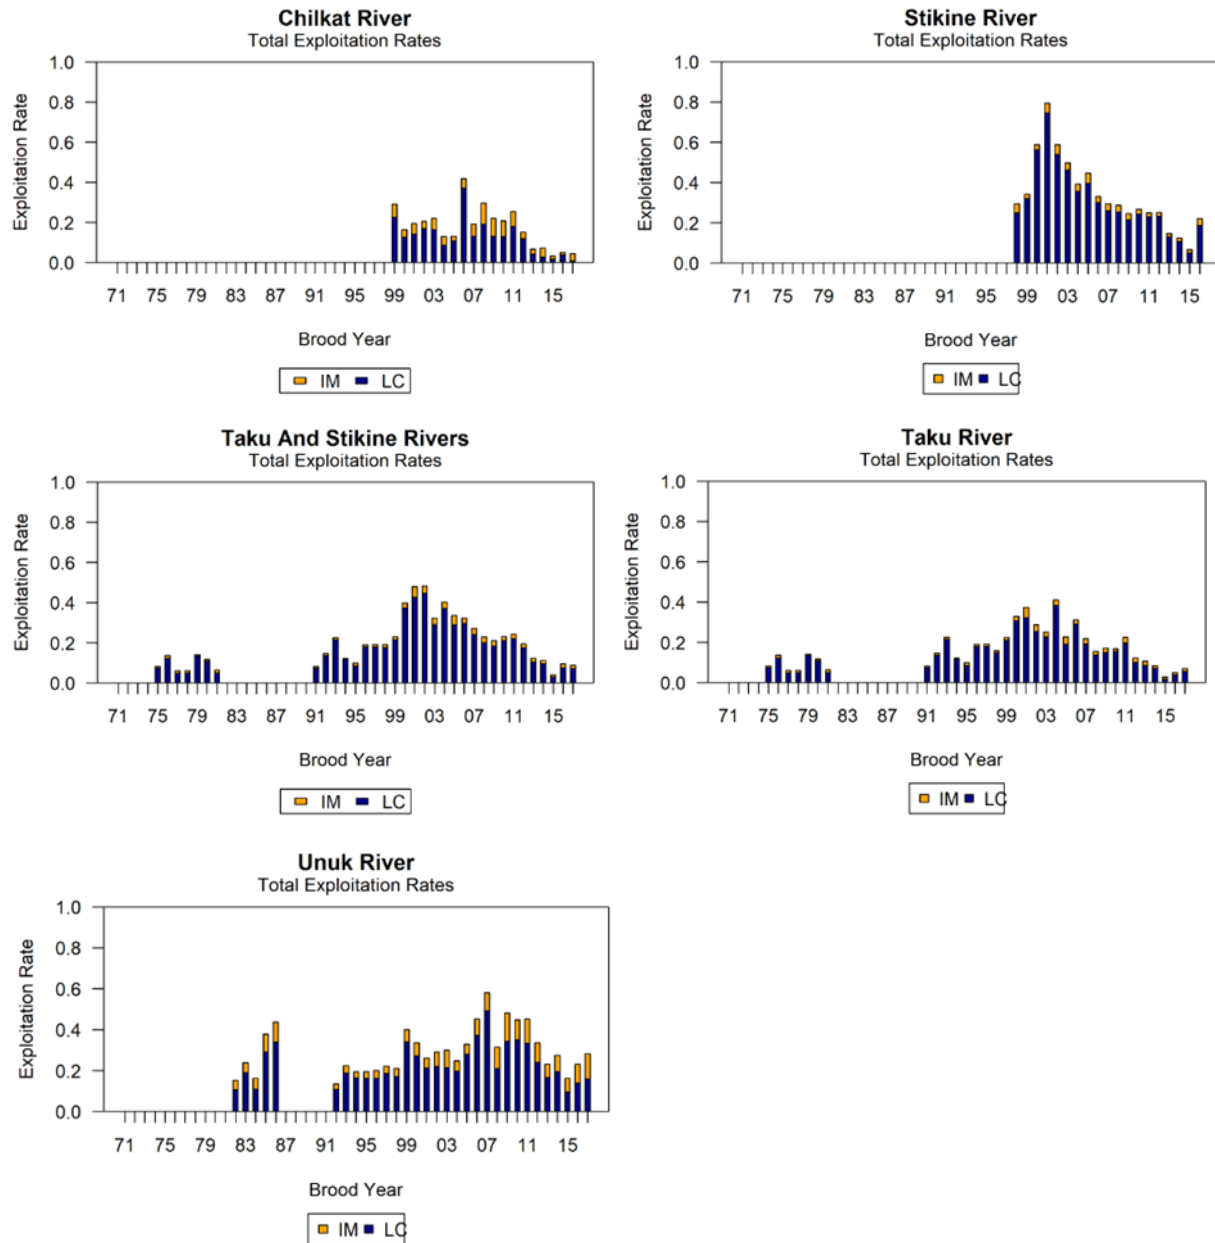 Chilkat River
Total Exploitation Rates
Exploitation Rate
1.0
0.8
0.6
0.4
0.2
0.0
71 75 79 83 87 91 95 99 03 07 11 15
Brood Year
IM LC
Stikine River
Total Exploitation Rates
Exploitation Rate
1.0
0.8
0.6
0.4
0.2
0.0
71 75 79 83 87 91 95 99 03 07 11 15
Brood Year
IM LC
Taku And Stikine Rivers
Total Exploitation Rates
Exploitation Rate
1.0
0.8
0.6
0.4
0.2
0.0
71 75 79 83 87 91 95 99 03 07 11 15
Brood Year
IM LC
Taku River
Total Exploitation Rates
Exploitation Rate
1.0
0.8
0.6
0.4
0.2
0.0
71 75 79 83 87 91 95 99 03 07 11 15
Brood Year
IM LC
Unuk River
Total Exploitation Rates
Exploitation Rate
1.0
0.8
0.6
0.4
0.2
0.0
71 75 79 83 87 91 95 99 03 07 11 15
Brood Year
IM LC